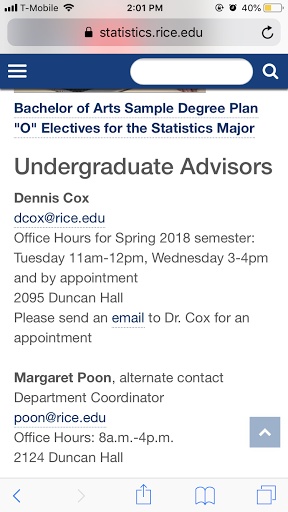 T-Mobile 2:01 PM 40%
statistics.rice.edu
Bachelor of Arts Sample Degree Plan
"O" Electives for the Statistics Major
Undergraduate Advisors
Dennis Cox
dcox@rice.edu
Office Hours for Spring 2018 semester:
Tuesday 11am-12pm, Wednesday 3-4pm
and by appointment
2095 Duncan Hall
Please send an email to Dr. Cox for an
appointment
Margaret Poon, alternate contact
Department Coordinator
poon@rice.edu
Office Hours: 8a.m.-4p.m.
2124 Duncan Hall